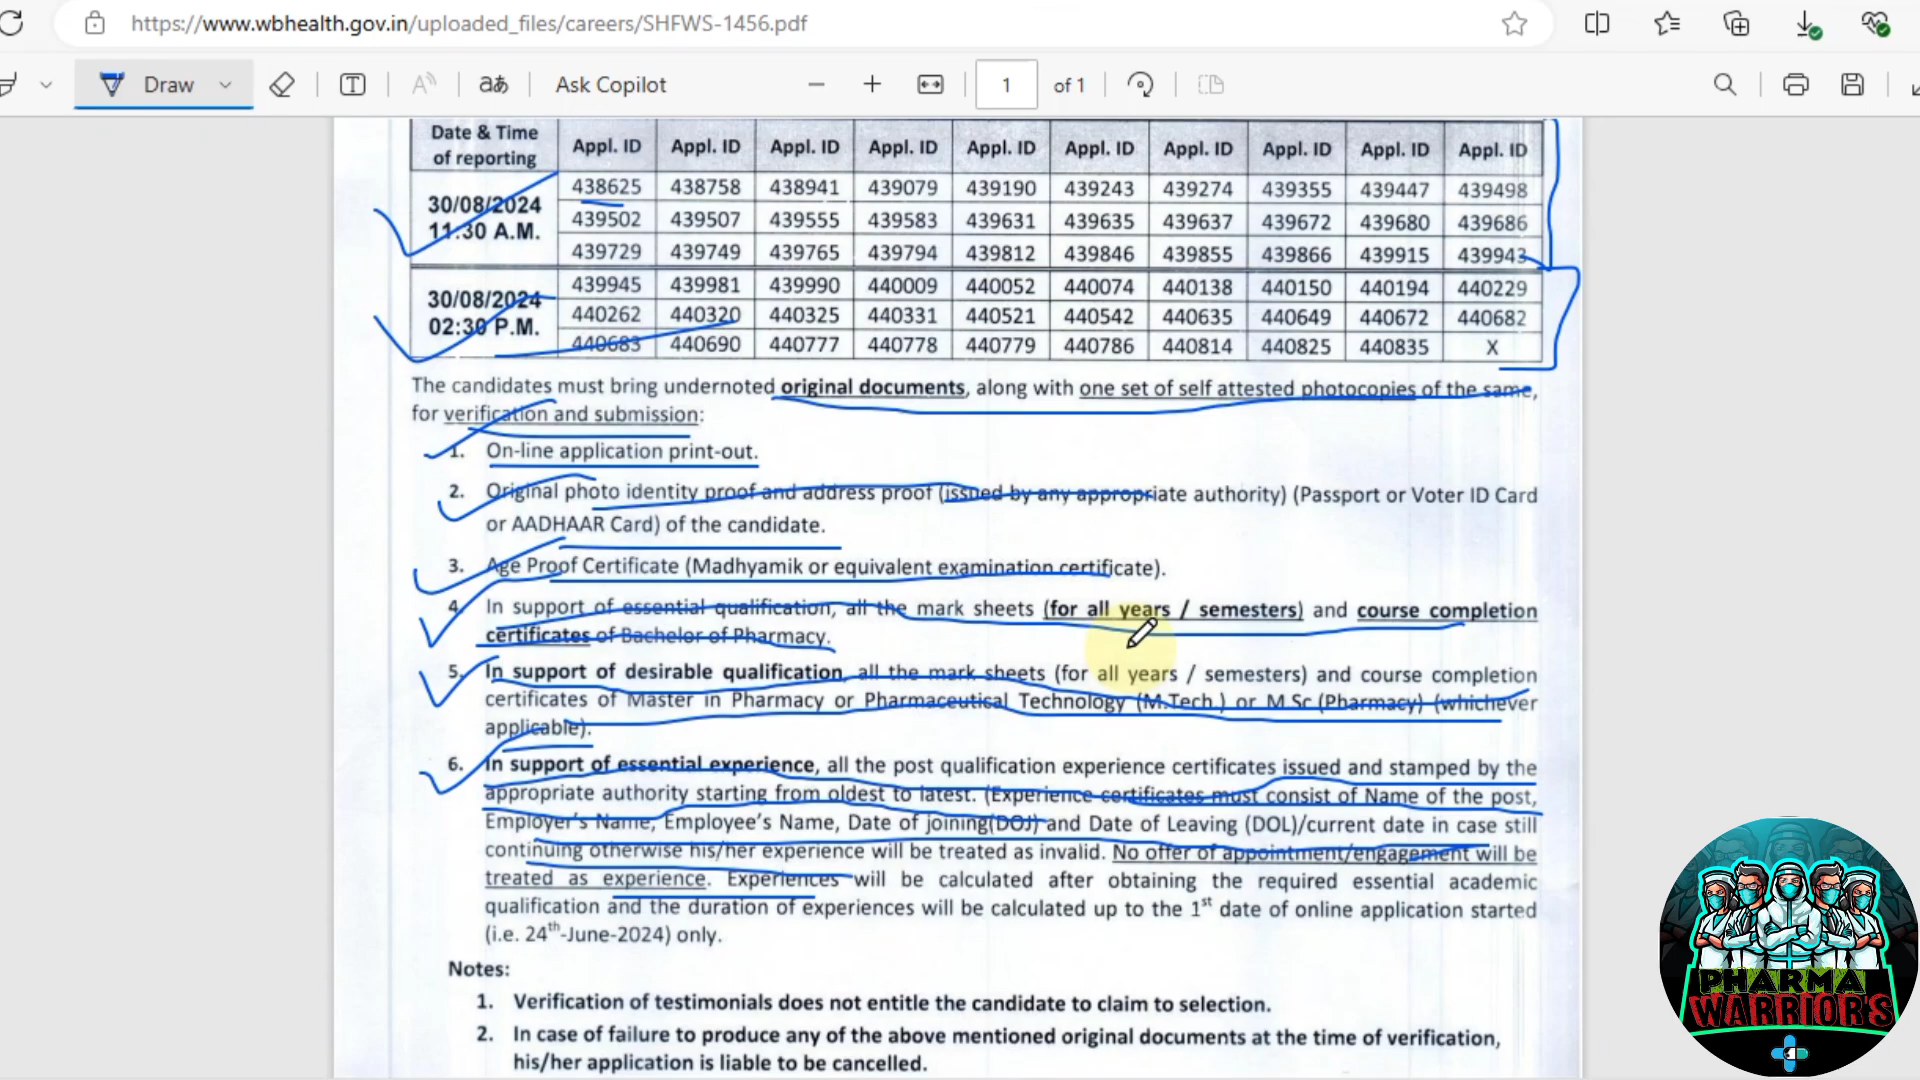 https://www.wbhealth.gov.in/uploaded_files/careers/SHFWS-1456.pdf
Draw aあ Ask Copilot 1 of 1
Date & Time of reporting Appl. ID Appl. ID Appl. ID Appl. ID Appl. ID Appl. ID Appl. ID Appl. ID Appl. ID Appl. ID
30/08/2024 11:30 A.M. 438625 438758 438941 439079 439190 439243 439274 439355 439447 439498
439502 439507 439555 439583 439631 439635 439637 439672 439680 439686
439729 439749 439765 439794 439812 439846 439855 439866 439915 439943
30/08/2024 02:30 P.M. 439945 439981 439990 440009 440052 440074 440138 440150 440194 440229
440262 440320 440325 440331 440521 440542 440635 440649 440672 440682
440683 440690 440777 440778 440779 440786 440814 440825 440835 X
The candidates must bring undernoted original documents, along with one set of self attested photocopies of the same,
for verification and submission:
1. On-line application print-out.
2. Original photo identity proof and address proof (issued by any appropriate authority) (Passport or Voter ID Card
or AADHAAR Card) of the candidate.
3. Age Proof Certificate (Madhyamik or equivalent examination certificate).
4. In support of essential qualification, all the mark sheets (for all years / semesters) and course completion
certificates of Bachelor of Pharmacy.
5. In support of desirable qualification, all the mark sheets (for all years / semesters) and course completion
certificates of Master in Pharmacy or Pharmaceutical Technology (M.Tech.) or M.Sc (Pharmacy) (whichever
applicable).
6. In support of essential experience, all the post qualification experience certificates issued and stamped by the
appropriate authority starting from oldest to latest. (Experience certificates must consist of Name of the post,
Employer's Name, Employee's Name, Date of joining(DOJ) and Date of Leaving (DOL)/current date in case still
continuing otherwise his/her experience will be treated as invalid. No offer of appointment/engagement will be
treated as experience. Experiences will be calculated after obtaining the required essential academic
qualification and the duration of experiences will be calculated up to the 1st date of online application started
(i.e. 24th-June-2024) only.
Notes:
1. Verification of testimonials does not entitle the candidate to claim to selection.
2. In case of failure to produce any of the above mentioned original documents at the time of verification,
his/her application is liable to be cancelled.
PHARMA
WARRIOR'S